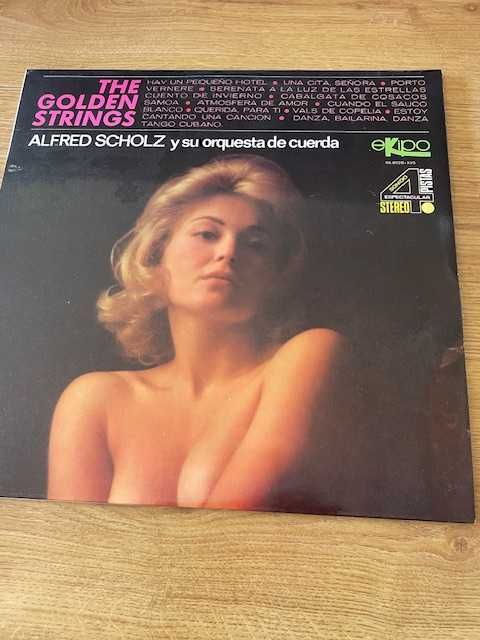 THE
GOLDEN
STRINGS
HAY UN PEQUEÑO HOTEL • UNA CITA, SEÑORA • PORTO
VERNERE • SERENATA A LA LUZ DE LAS ESTRELLAS
CUENTO DE INVIERNO • CABALGATA DE COSACOS
SAMOA • ATMOSFERA DE AMOR • CUANDO EL SAUCO
BLANCO • QUERIDA, PARA TI • VALS DE COPELIA • ESTOY
CANTANDO UNA CANCION • DANZA, BAILARINA, DANZA
TANGO CUBANO.
ALFRED SCHOLZ y su orquesta de cuerda
eKipo
SONIDO
4
ESPECTACULAR
STEREO
PISTAS